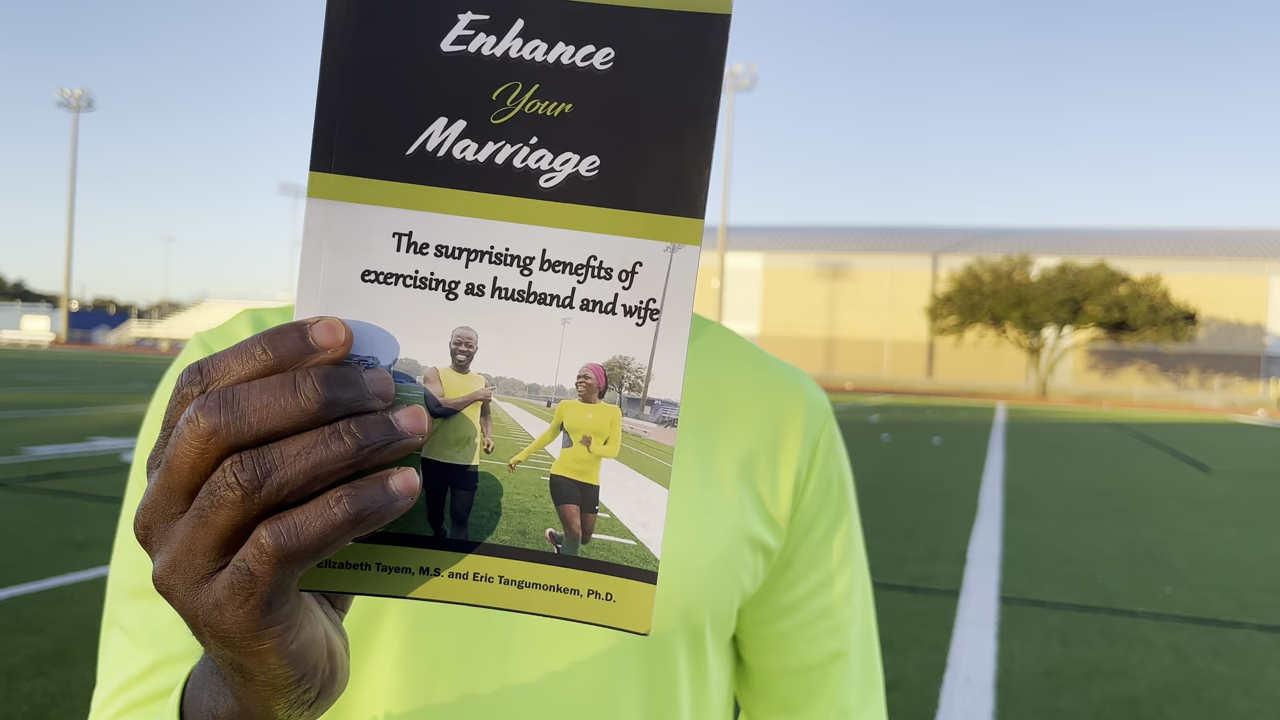 Enhance
Your
Marriage
The surprising benefits of
exercising as husband and wife
Elizabeth Tayem, M.S. and Eric Tangumonkem, Ph.D.